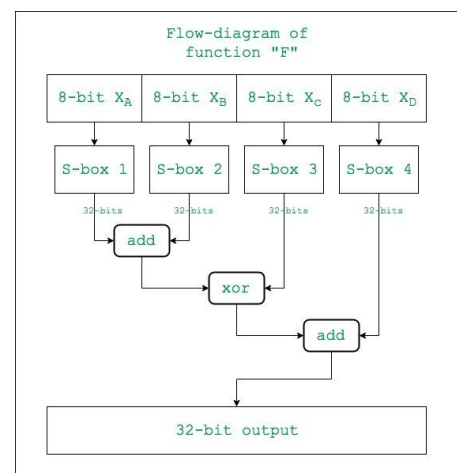 Flow-diagram of
function "F"
8-bit XA 8-bit XB 8-bit XC 8-bit XD
S-box 1 S-box 2 S-box 3 S-box 4
32-bits 32-bits 32-bits 32-bits
add
xor
add
32-bit output